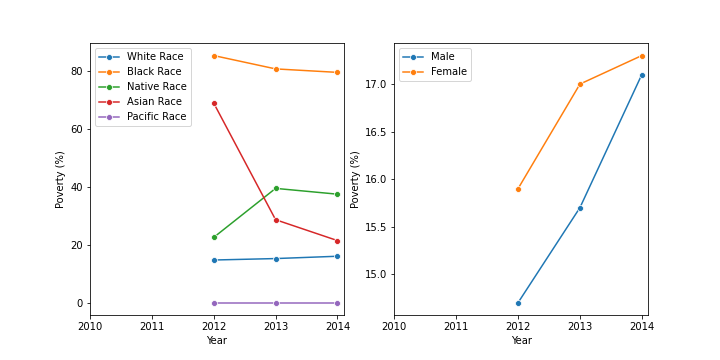 White Race
Black Race
Native Race
Asian Race
Pacific Race
80
60
40
20
0
Poverty (%)
2010 2011 2012 2013 2014
Year
Male
Female
17.0
16.5
16.0
15.5
15.0
Poverty (%)
2010 2011 2012 2013 2014
Year